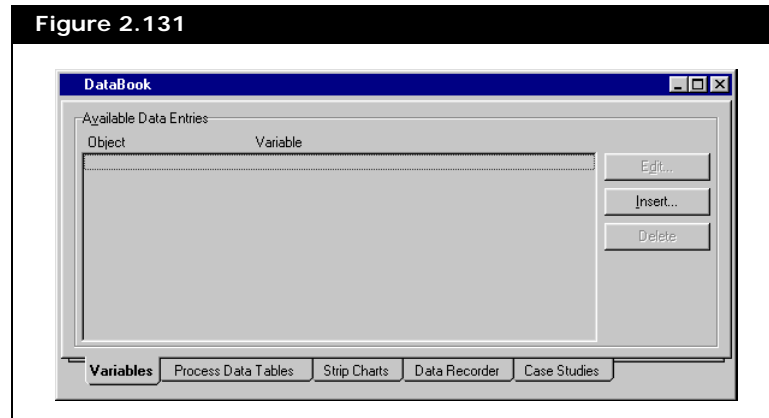 Figure 2.131
DataBook
Available Data Entries
Object Variable
Edit...
Insert...
Delete
Variables Process Data Tables Strip Charts Data Recorder Case Studies